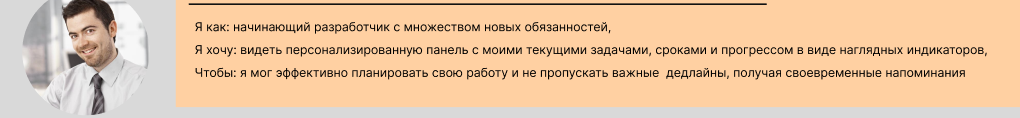 Я как: начинающий разработчик с множеством новых обязанностей,
Я хочу: видеть персонализированную панель с моими текущими задачами, сроками и прогрессом в виде наглядных индикаторов,
Чтобы: я мог эффективно планировать свою работу и не пропускать важные  дедлайны, получая своевременные напоминания